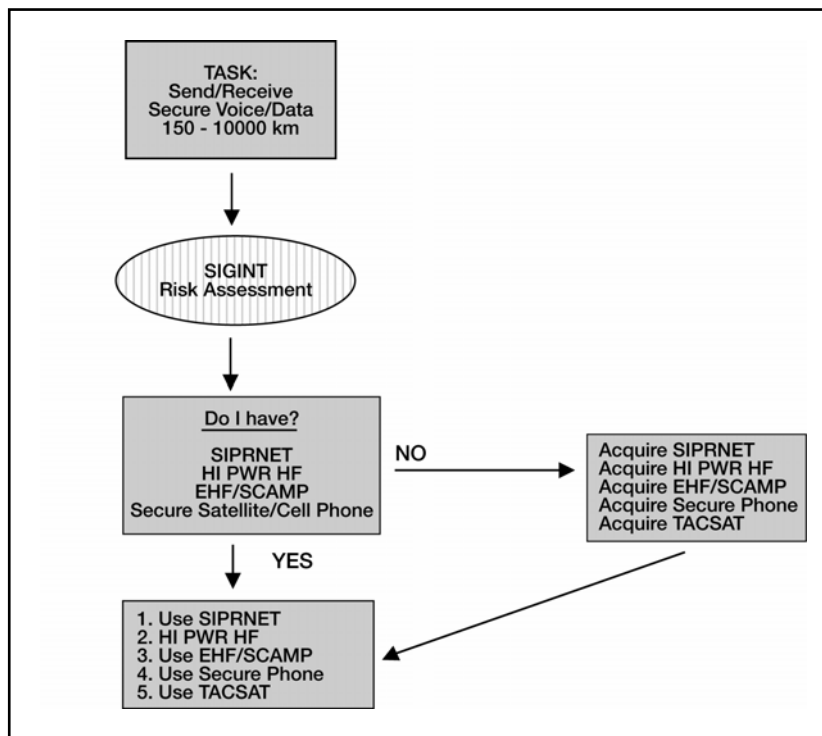 TASK:
Send/Receive
Secure Voice/Data
150 - 10000 km
SIGINT
Risk Assessment
Do I have?
SIPRNET
HI PWR HF
EHF/SCAMP
Secure Satellite/Cell Phone
NO
Acquire SIPRNET
Acquire HI PWR HF
Acquire EHF/SCAMP
Acquire Secure Phone
Acquire TACSAT
YES
1. Use SIPRNET
2. HI PWR HF
3. Use EHF/SCAMP
4. Use Secure Phone
5. Use TACSAT